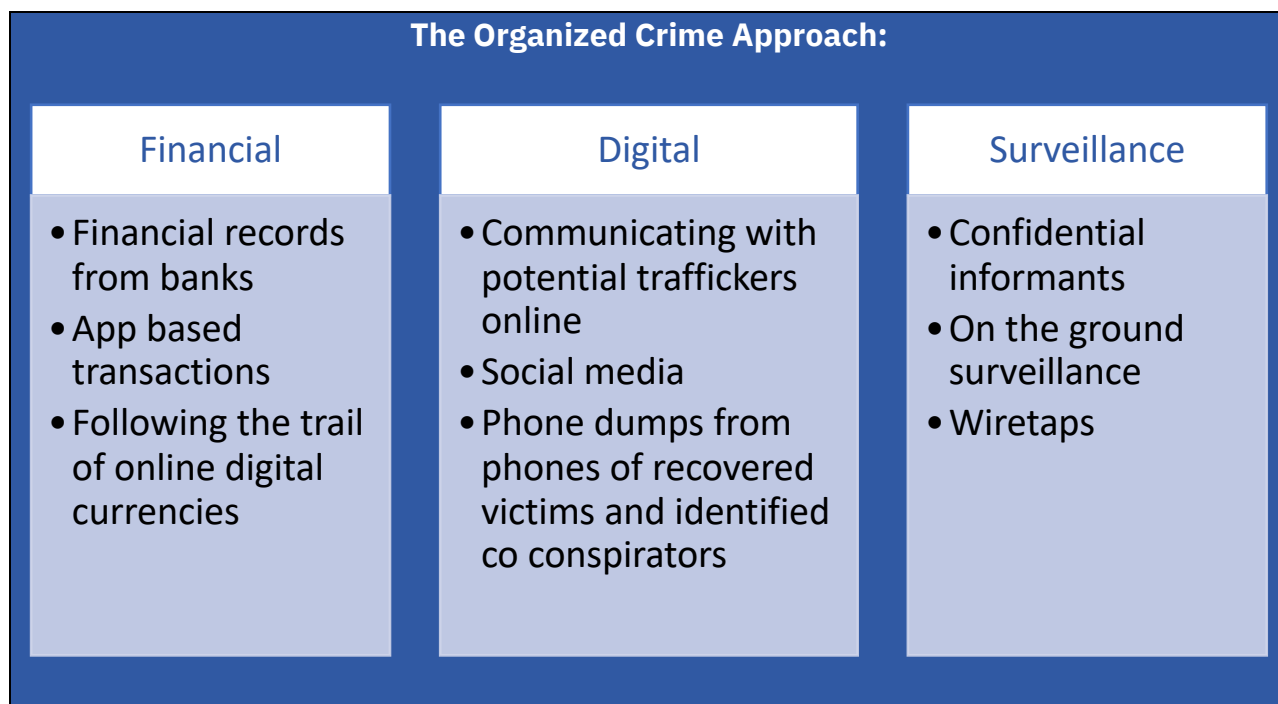 The Organized Crime Approach:
Financial
• Financial records
from banks
• App based
transactions
• Following the trail
of online digital
currencies
Digital
• Communicating with
potential traffickers
online
• Social media
• Phone dumps from
phones of recovered
victims and identified
co conspirators
Surveillance
• Confidential
informants
• On the ground
surveillance
• Wiretaps